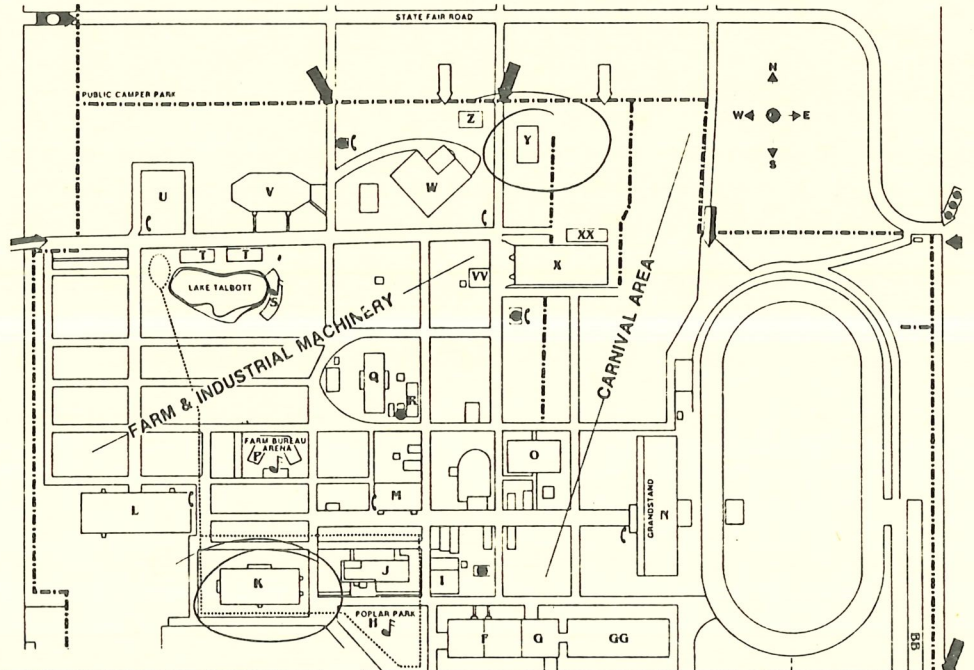 STATE FAIR ROAD
N
W E
S
PUBLIC CAMPER PARK
Z
Y
U
V
W
XX
X
T T
LAKE TALBOTT
S
VV
FARM & INDUSTRIAL MACHINERY
CARNIVAL AREA
Q
R
FARM BUREAU
ARENA
P
O
M
L
GRANDSTAND
N
K
J
I
POPLAR PARK
H
F
G
GG
BB